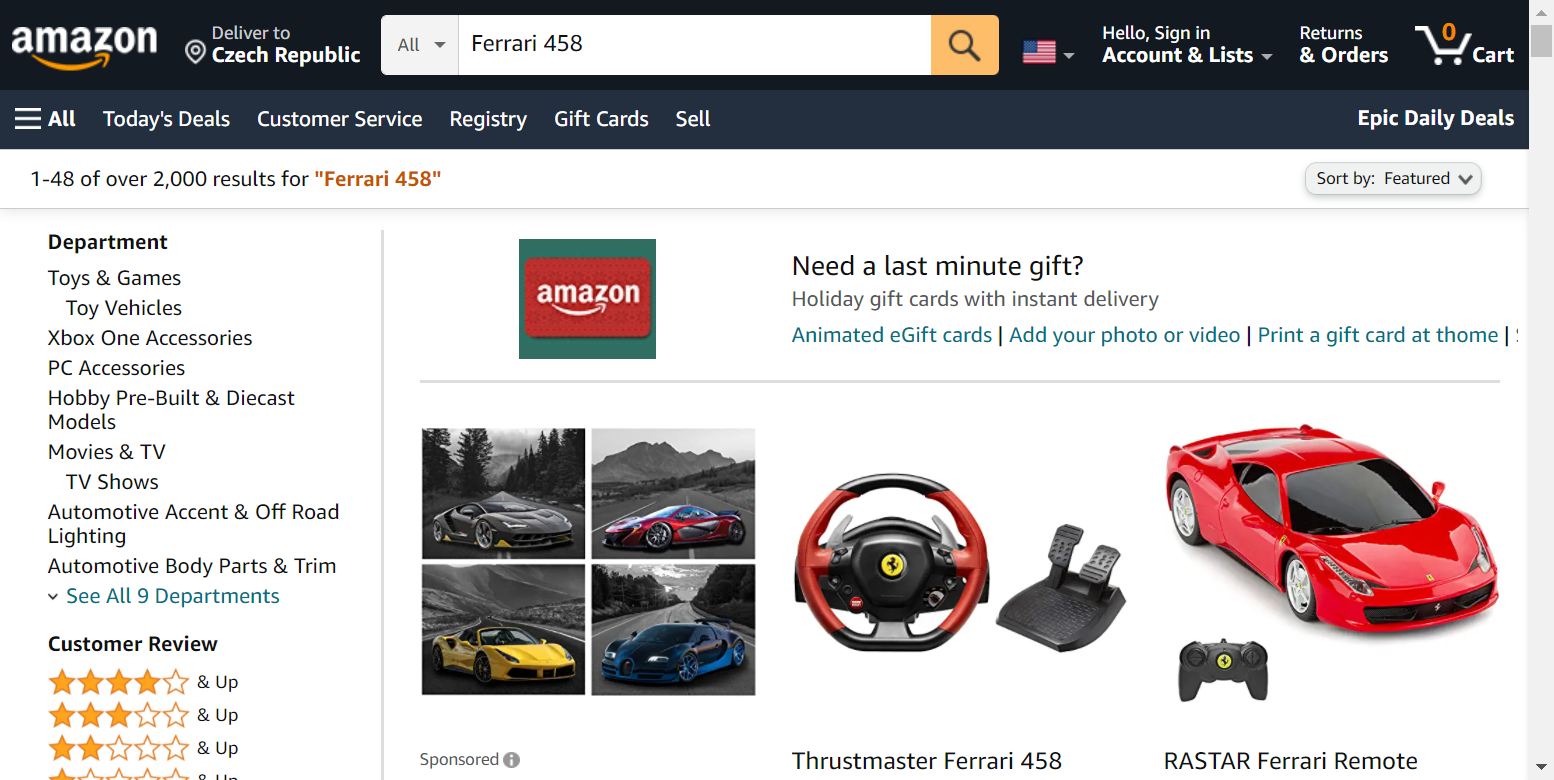 amazon
Deliver to
Czech Republic
All
Ferrari 458
Hello, Sign in
Account & Lists
Returns
& Orders
0
Cart
All
Today's Deals
Customer Service
Registry
Gift Cards
Sell
Epic Daily Deals
1-48 of over 2,000 results for "Ferrari 458"
Sort by: Featured
Department
Toys & Games
Toy Vehicles
Xbox One Accessories
PC Accessories
Hobby Pre-Built & Diecast
Models
Movies & TV
TV Shows
Automotive Accent & Off Road
Lighting
Automotive Body Parts & Trim
See All 9 Departments
Customer Review
& Up
& Up
& Up
& Up
amazon
Need a last minute gift?
Holiday gift cards with instant delivery
Animated eGift cards | Add your photo or video | Print a gift card at thome |
Sponsored
Thrustmaster Ferrari 458
RASTAR Ferrari Remote